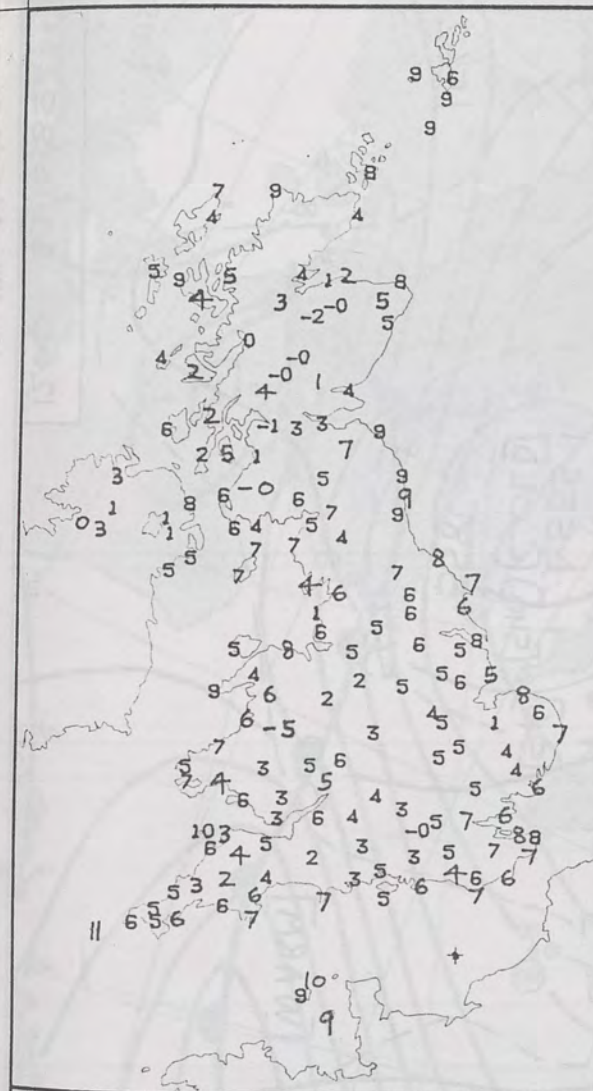 9 6
9
9
8
7 9
4 4
5 9 5 4 1 2 8
4 3 -2 -0 5
5
0
4 2 -0 -0
4 1 4
2
6 -1 3 3 9
2 5 1 7
3 5 9
6 -0 6 9
8 7 9
1 1 6 4 5
0 3 1 7 4
5 5 7 8
7 7 7
4 6 6 6
1 6
6 5 8
5 8 5 6 5
4 2 5 6 5
9 6 2 8
6 4 5 1 6
-5 3 7
7 5 4
5 3 5 6 5 4
7 4 5 5 6
6 3 4 3
3 6 4 -0 5 7 6
10 3 5 3 8 8
6 4 2 3 5 7 7
5 3 2 4 3 5 4 6 6
5 6 6 6 7 5 6 7
11 6 5 7
10
9
9